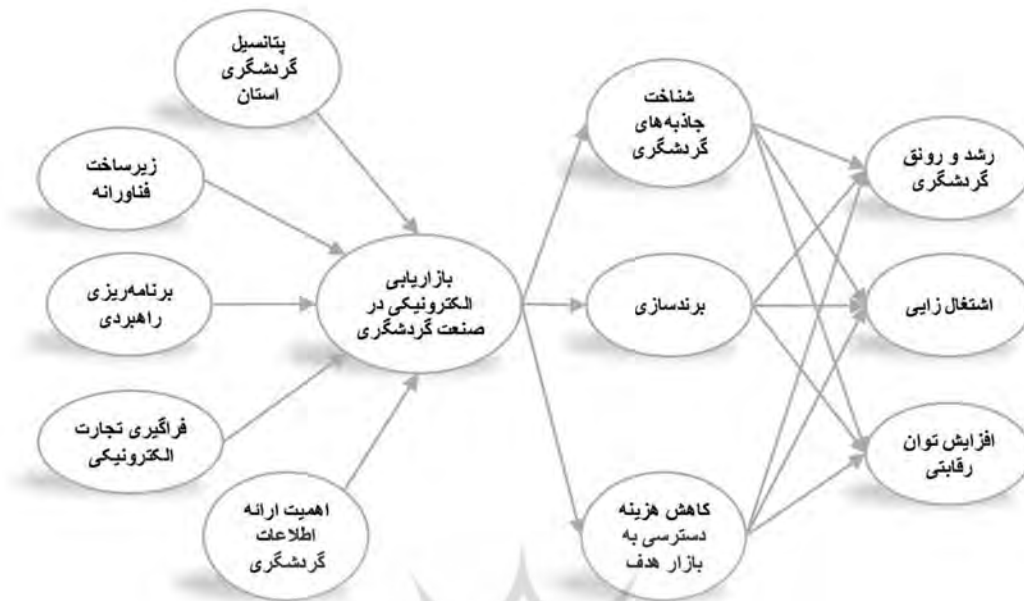 پتانسیل
گردشگری
استان
زیرساخت
فناورانه
برنامه‌ریزی
راهبردی
فراگیری تجارت
الکترونیکی
اهمیت ارائه
اطلاعات
گردشگری
بازاریابی
الکترونیکی در
صنعت گردشگری
شناخت
جاذبه‌های
گردشگری
برندسازی
کاهش هزینه
دسترسی به
بازار هدف
رشد و رونق
گردشگری
اشتغال زایی
افزایش توان
رقابتی